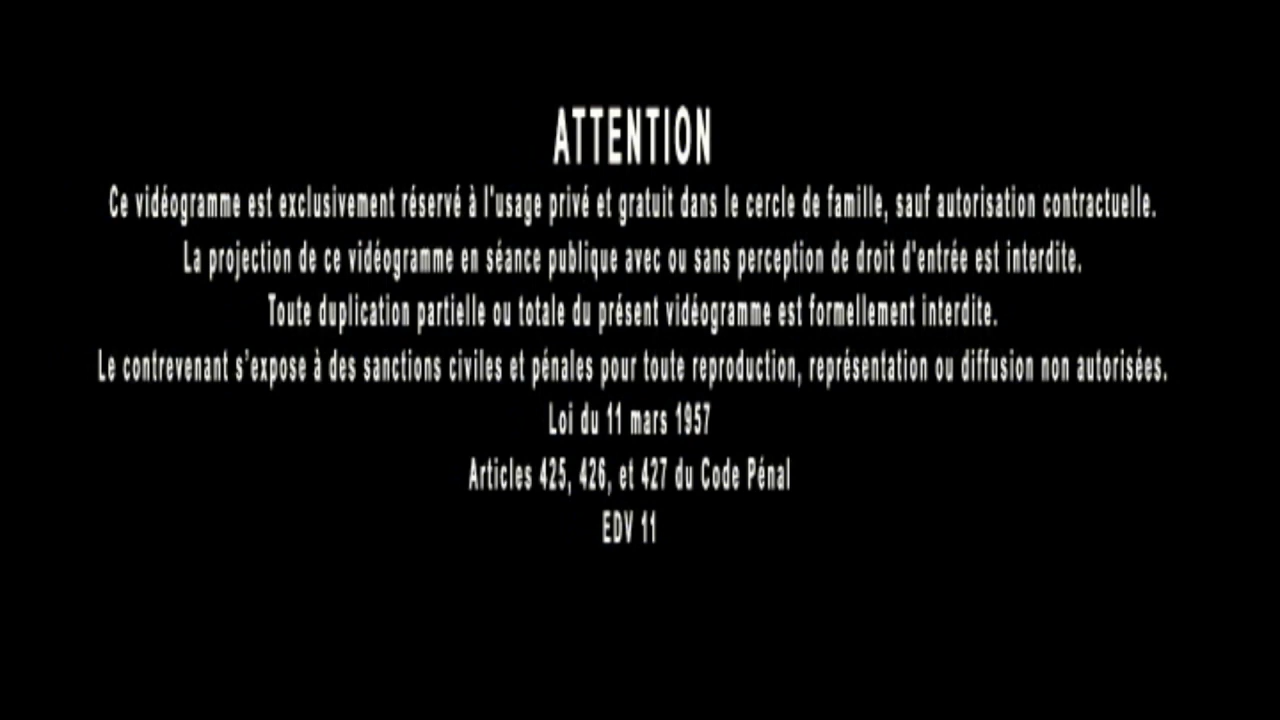 ATTENTION
Ce vidéogramme est exclusivement réservé à l'usage privé et gratuit dans le cercle de famille, sauf autorisation contractuelle.
La projection de ce vidéogramme en séance publique avec ou sans perception de droit d'entrée est interdite.
Toute duplication partielle ou totale du présent vidéogramme est formellement interdite.
Le contrevenant s’expose à des sanctions civiles et pénales pour toute reproduction, représentation ou diffusion non autorisées.
Loi du 11 mars 1957
Articles 425, 426, et 427 du Code Pénal
EDV 11